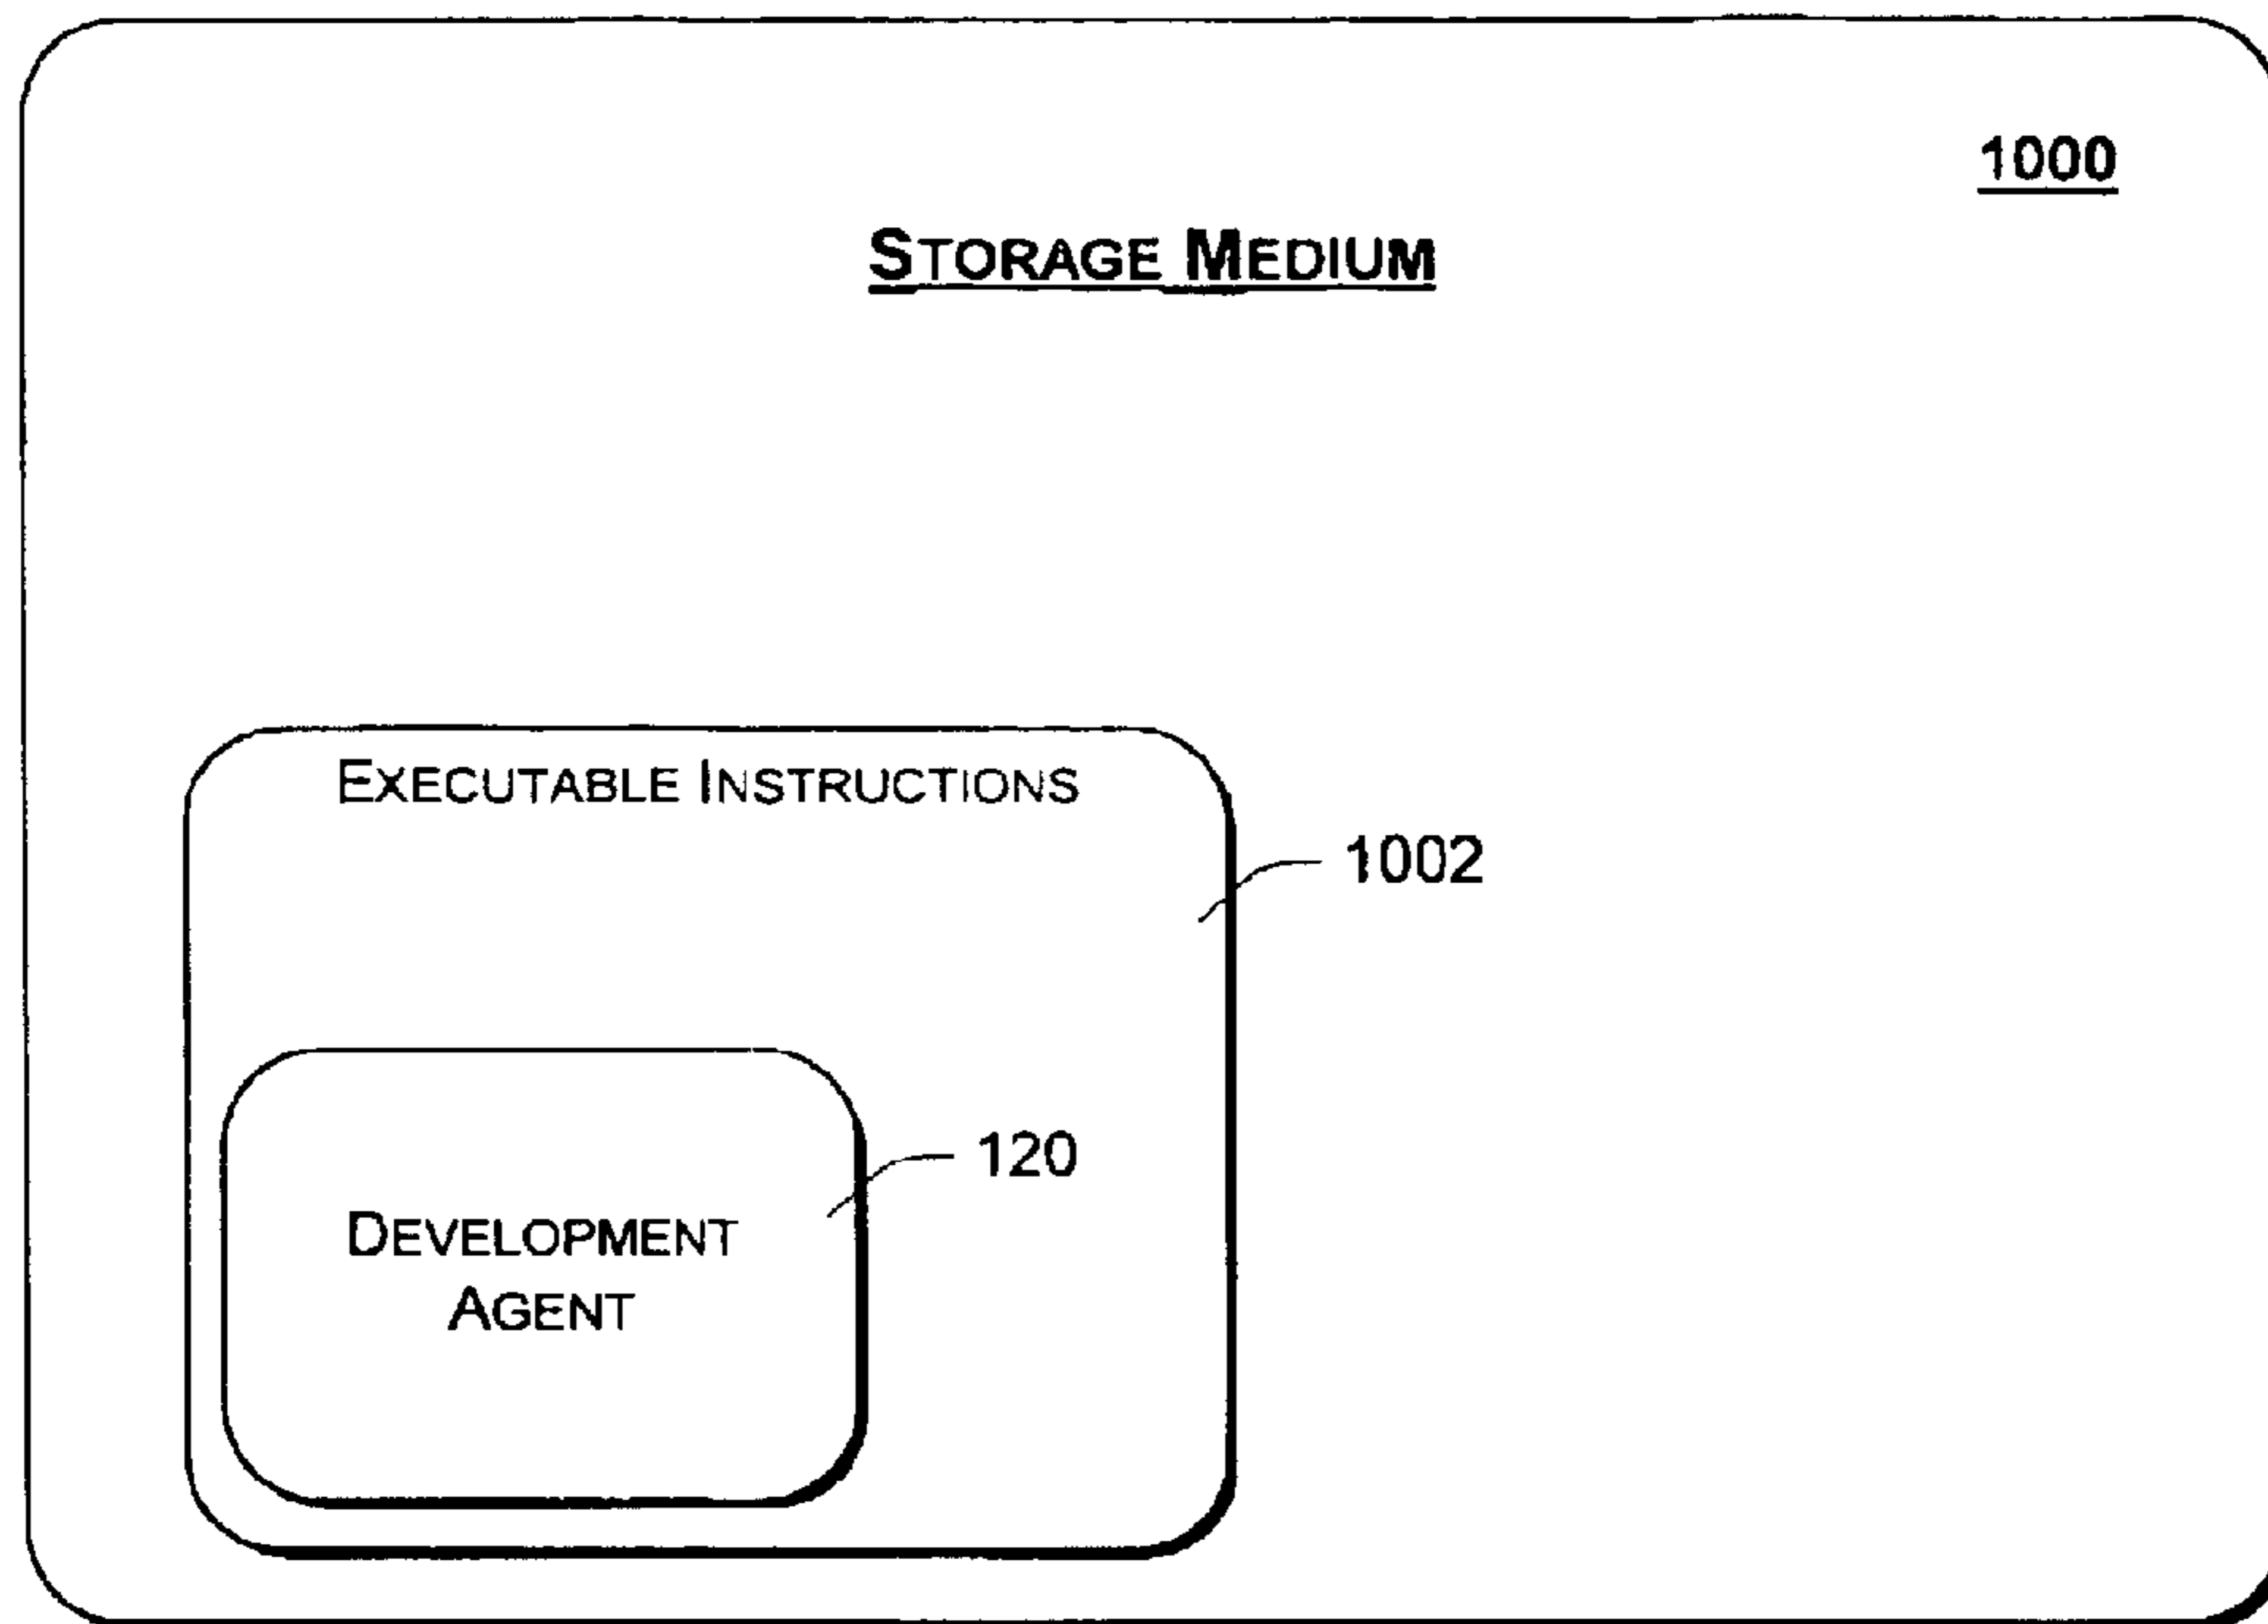 1000
STORAGE MEDIUM
EXECUTABLE INSTRUCTIONS
1002
120
DEVELOPMENT
AGENT